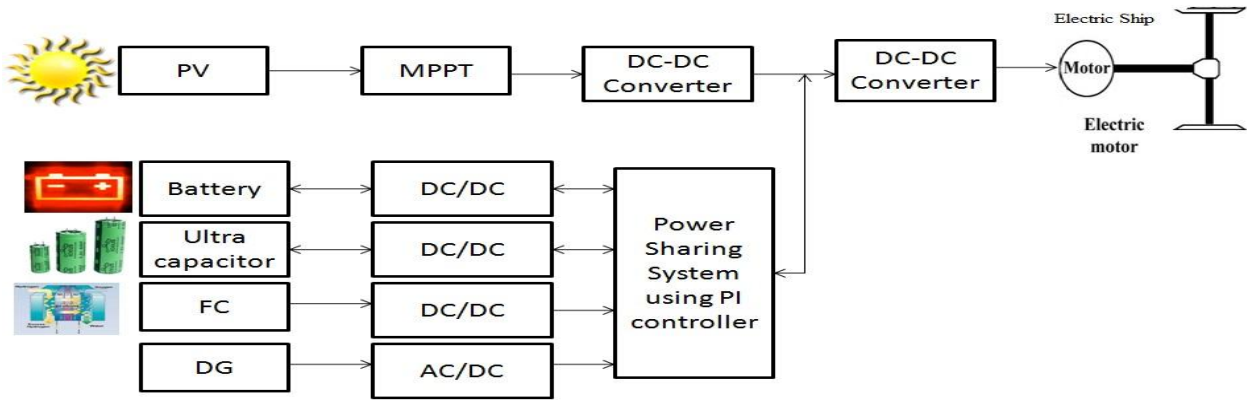 Electric Ship
PV
MPPT
DC-DC
Converter
DC-DC
Converter
Motor
Electric
motor
Battery
DC/DC
Ultra
capacitor
DC/DC
FC
DC/DC
DG
AC/DC
Power
Sharing
System
using PI
controller